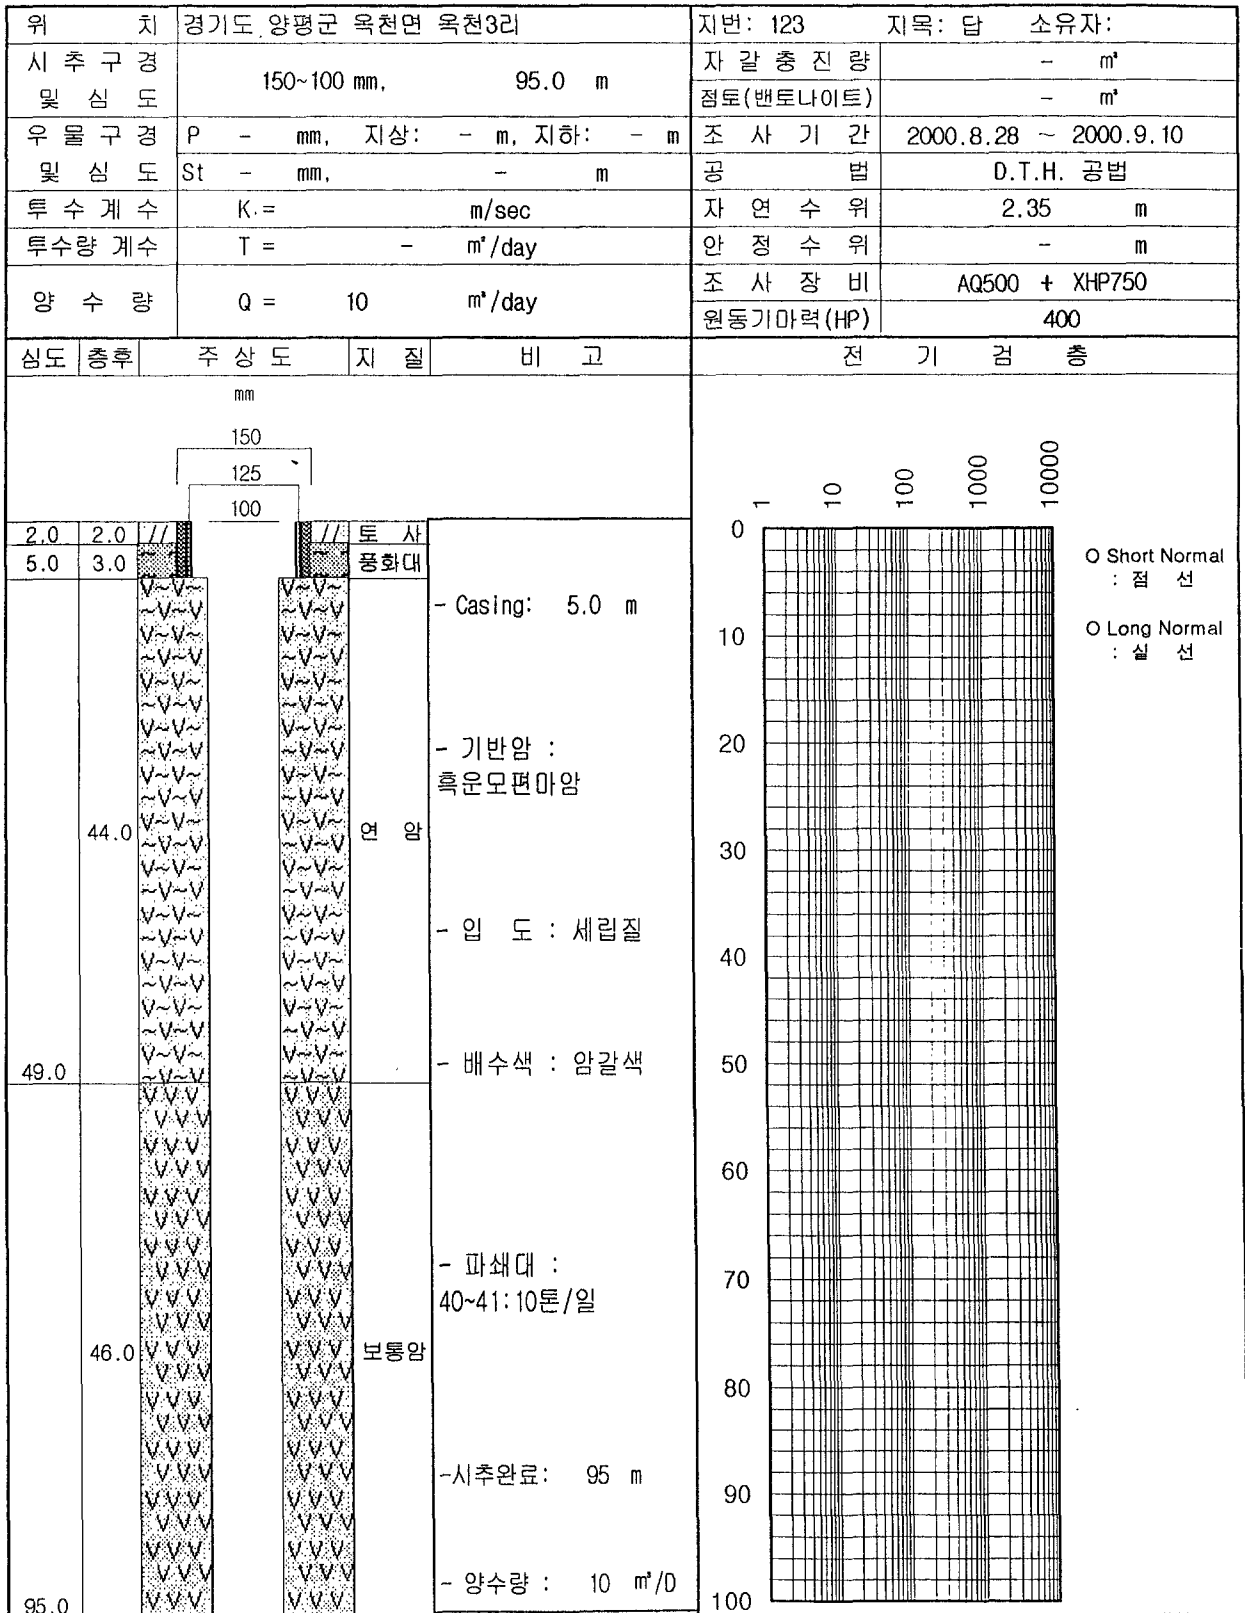 위 치 경기도 양평군 옥천면 옥천3리 지번: 123 지목: 답 소유자:
시 추 구 경 및 심 도 150~100 mm, 95.0 m 자 갈 충 진 량 - m³
점토(밴토나이트) - m³
우 물 구 경 및 심 도 P - mm, 지상: - m, 지하: - m 조 사 기 간 2000.8.28 ~ 2000.9.10
St - mm, - m 공 법 D.T.H. 공법
투 수 계 수 K = m/sec 자 연 수 위 2.35 m
투수량 계수 T = - m²/day 안 정 수 위 - m
양 수 량 Q = 10 m³/day 조 사 장 비 AQ500 + XHP750
원동기마력(HP) 400
심도 층후 주 상 도 지 질 비 고 전 기 검 층
mm
150
125
100
2.0 2.0 토 사
5.0 3.0 풍화대
- Casing: 5.0 m
- 기반암 :
흑운모편마암
44.0 연 암
- 입 도 : 세립질
- 배수색 : 암갈색
49.0
- 파쇄대 :
40~41:10톤/일
46.0 보통암
-시추완료: 95 m
- 양수량 : 10 m³/D
95.0
1 10 100 1000 10000
0
10
20
30
40
50
60
70
80
90
100
O Short Normal
: 점 선
O Long Normal
: 실 선